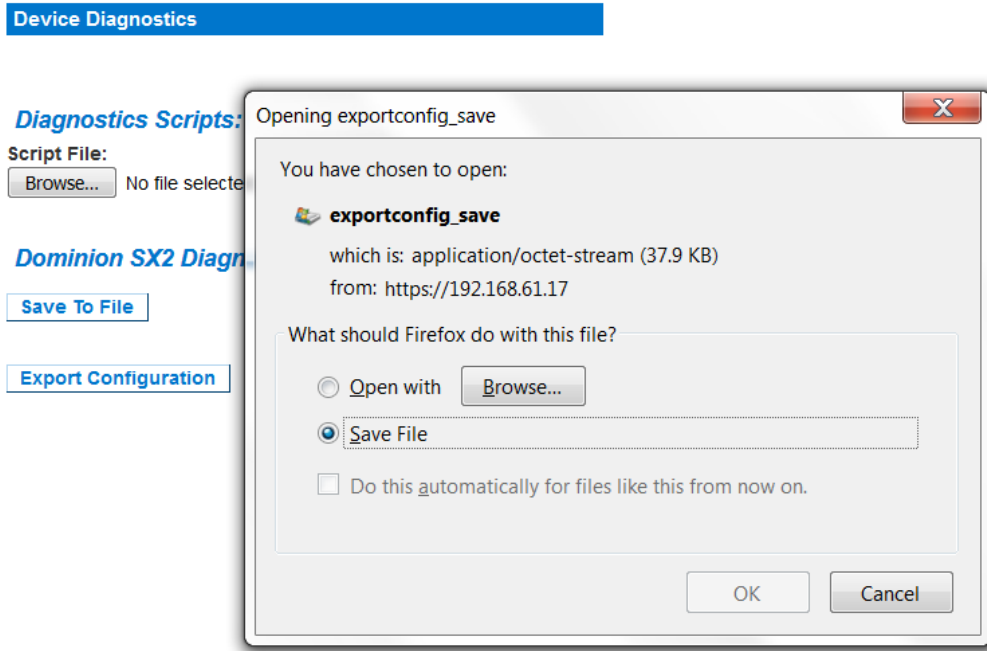 Device Diagnostics
Diagnostics Scripts:
Script File:
Browse... No file
Dominion SX2
Save To File
Export Configuration
Opening exportconfig_save
X
You have chosen to open:
exportconfig_save
which is: application/octet-stream (37.9 KB)
from: https://192.168.61.17
What should Firefox do with this file?
Open with Browse...
Save File
Do this automatically for files like this from now on.
OK Cancel